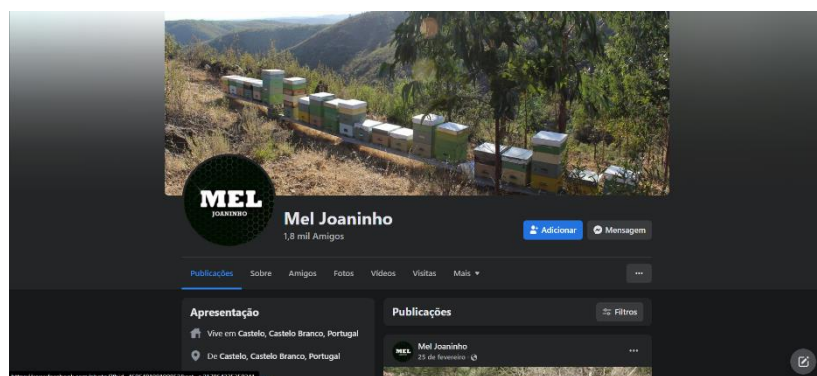 MEL
JOANINHO
Mel Joaninho
1,8 mil Amigos
Adicionar
Mensagem
Publicações Sobre Amigos Fotos Vídeos Visitas Mais
Apresentação
Vive em Castelo, Castelo Branco, Portugal
De Castelo, Castelo Branco, Portugal
Publicações
Filtros
MEL
Mel Joaninho
25 de fevereiro